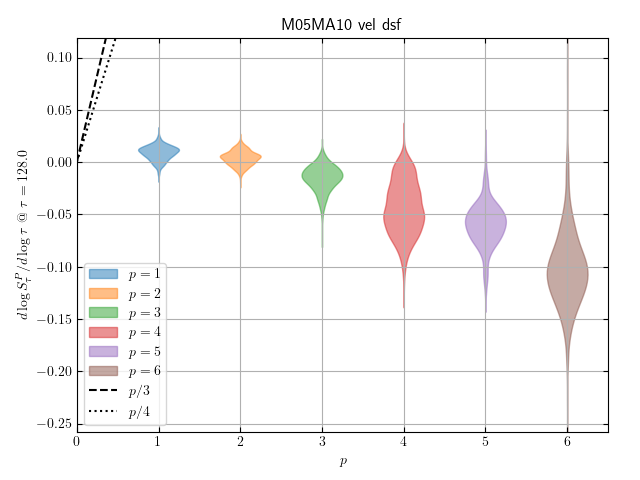 M05MA10 vel dsf
d log S_τ^P / d log τ @ τ = 128.0
0.10
0.05
0.00
−0.05
−0.10
−0.15
−0.20
−0.25
p = 1
p = 2
p = 3
p = 4
p = 5
p = 6
p/3
p/4
0 1 2 3 4 5 6
p